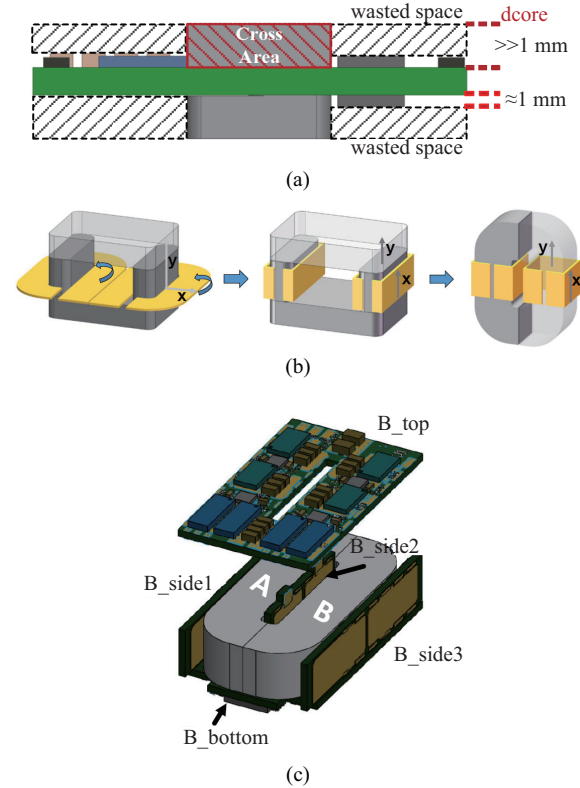 wasted space
dcore
Cross
Area
>>1 mm
≈1 mm
wasted space
(a)
y
x
y
x
y
x
(b)
B_top
B_side1
A
B_side2
B
B_side3
B_bottom
(c)